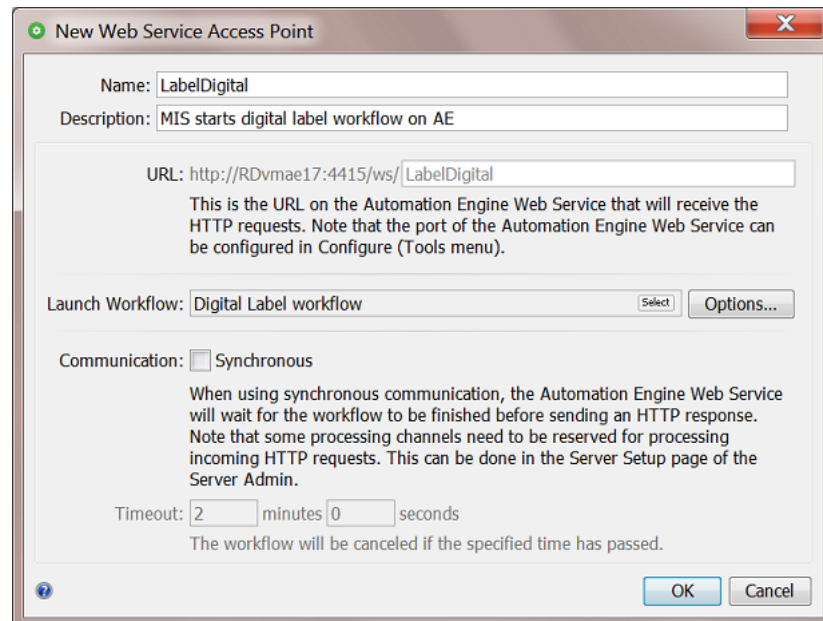 New Web Service Access Point
Name: LabelDigital
Description: MIS starts digital label workflow on AE
URL: http://RDvmae17:4415/ws/ LabelDigital
This is the URL on the Automation Engine Web Service that will receive the
HTTP requests. Note that the port of the Automation Engine Web Service can
be configured in Configure (Tools menu).
Launch Workflow: Digital Label workflow Select Options...
Communication: Synchronous
When using synchronous communication, the Automation Engine Web Service
will wait for the workflow to be finished before sending an HTTP response.
Note that some processing channels need to be reserved for processing
incoming HTTP requests. This can be done in the Server Setup page of the
Server Admin.
Timeout: 2 minutes 0 seconds
The workflow will be canceled if the specified time has passed.
? OK Cancel